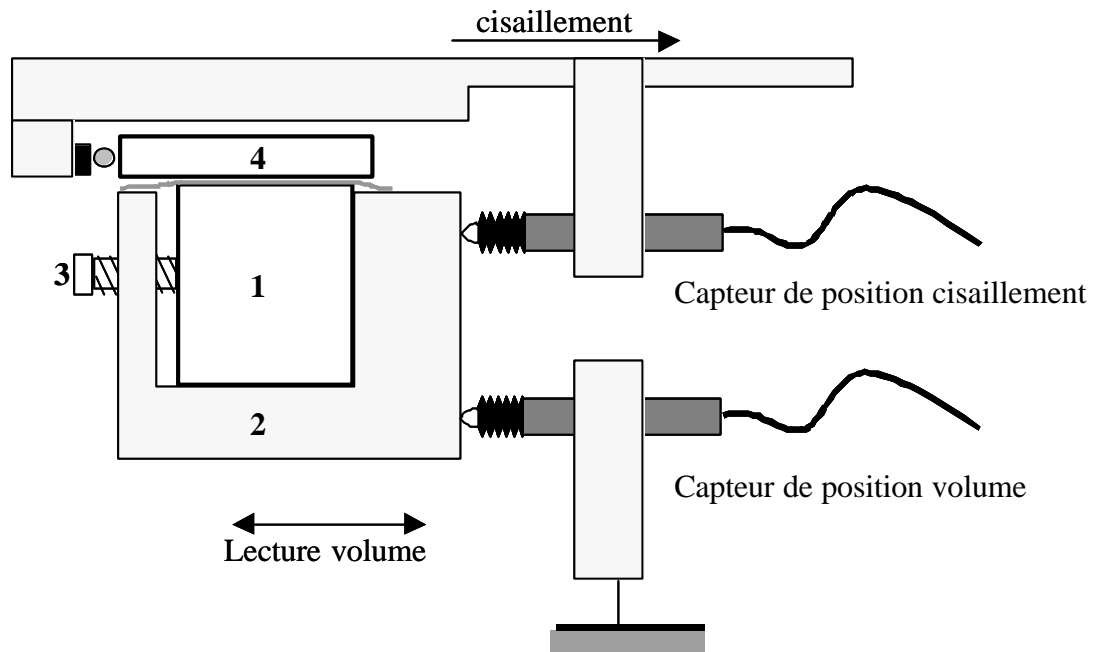 cisaillement
4
3
1
Capteur de position cisaillement
2
Capteur de position volume
Lecture volume